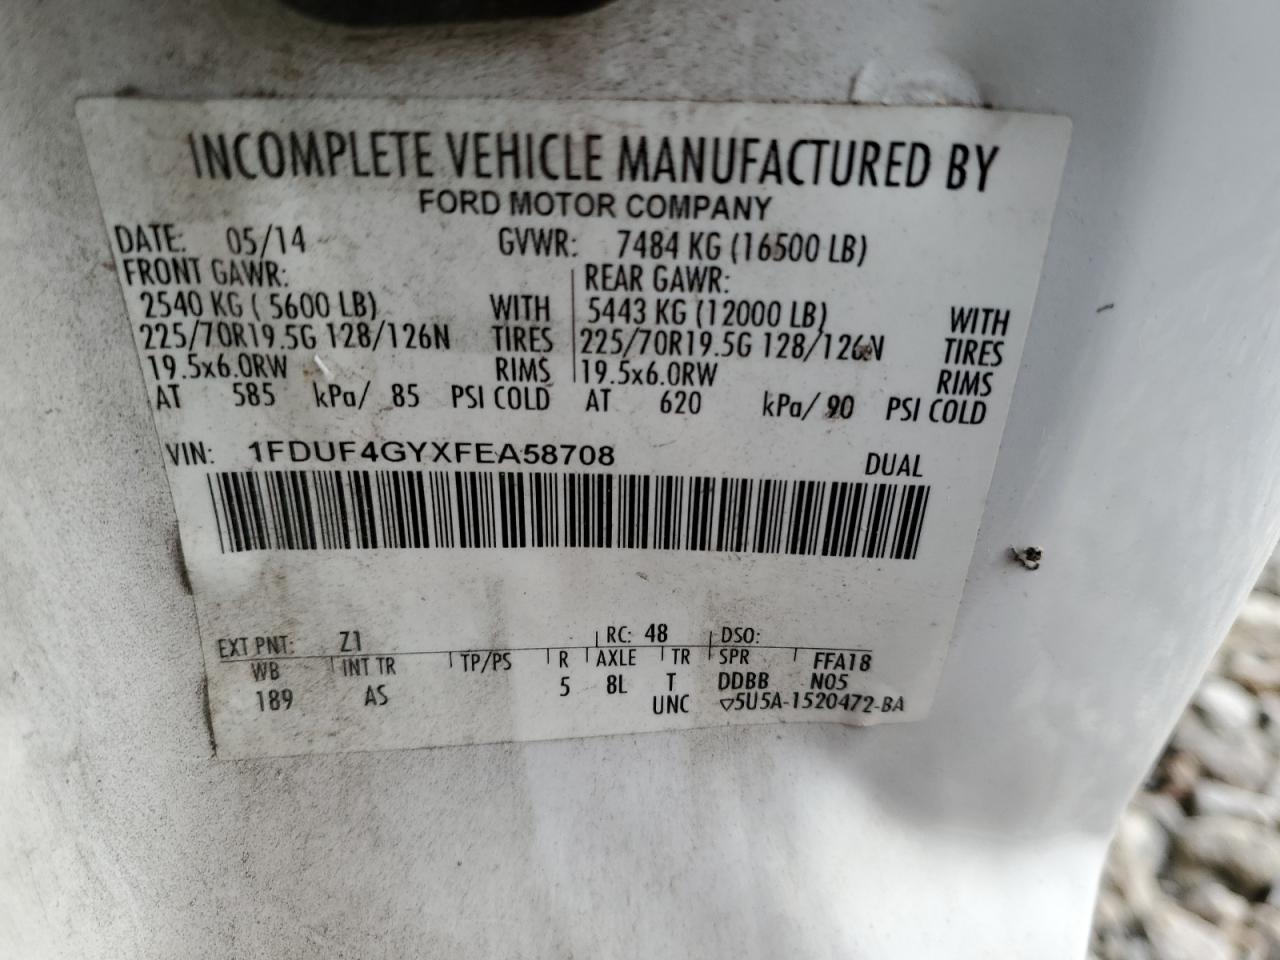 INCOMPLETE VEHICLE MANUFACTURED BY
FORD MOTOR COMPANY
DATE: 05/14 GVWR: 7484 KG (16500 LB)
FRONT GAWR: REAR GAWR:
2540 KG ( 5600 LB) WITH 5443 KG (12000 LB) WITH
225/70R19.5G 128/126N TIRES 225/70R19.5G 128/126N TIRES
19.5x6.0RW RIMS 19.5x6.0RW RIMS
AT 585 kPa/ 85 PSI COLD AT 620 kPa/ 90 PSI COLD
VIN: 1FDUF4GYXFEA58708 DUAL
EXT PNT: Z1 RC: 48 DSO:
WB INT TR TP/PS R AXLE TR SPR FFA18
189 AS 5 8L T DDBB N05
UNC ▽5U5A-1520472-BA